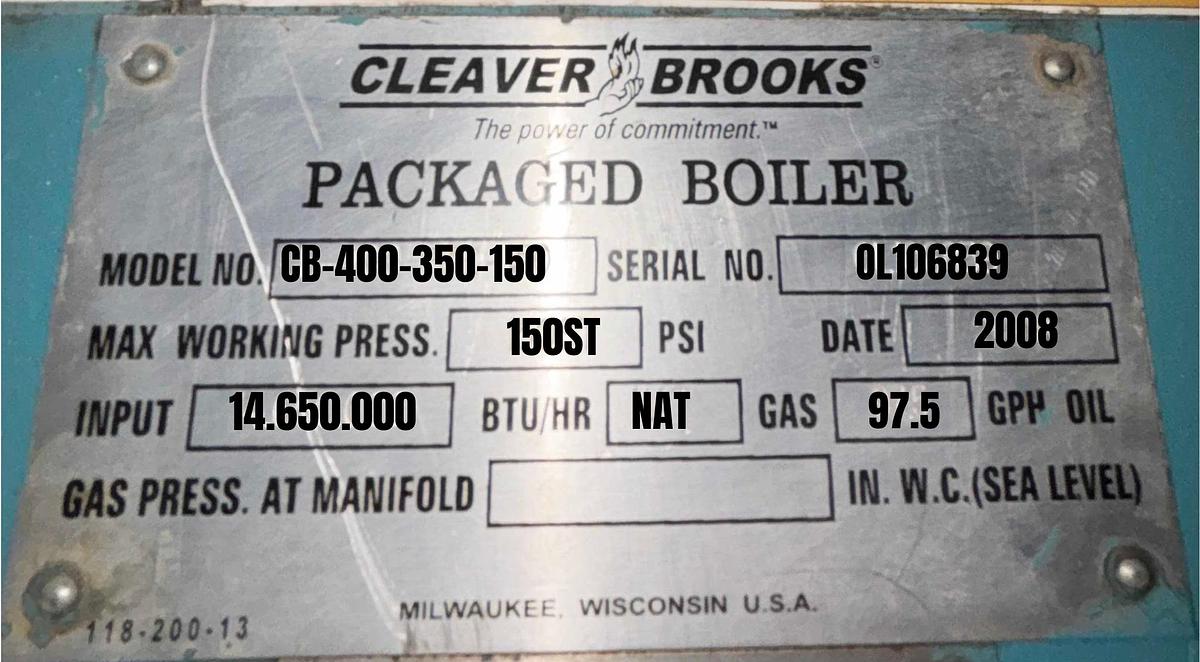 CLEAVER BROOKS®
The power of commitment.™
PACKAGED BOILER
MODEL NO. CB-400-350-150 SERIAL NO. 0L106839
MAX WORKING PRESS. 150ST PSI DATE 2008
INPUT 14.650.000 BTU/HR NAT GAS 97.5 GPH OIL
GAS PRESS. AT MANIFOLD IN. W.C.(SEA LEVEL)
MILWAUKEE, WISCONSIN U.S.A.
118-200-13